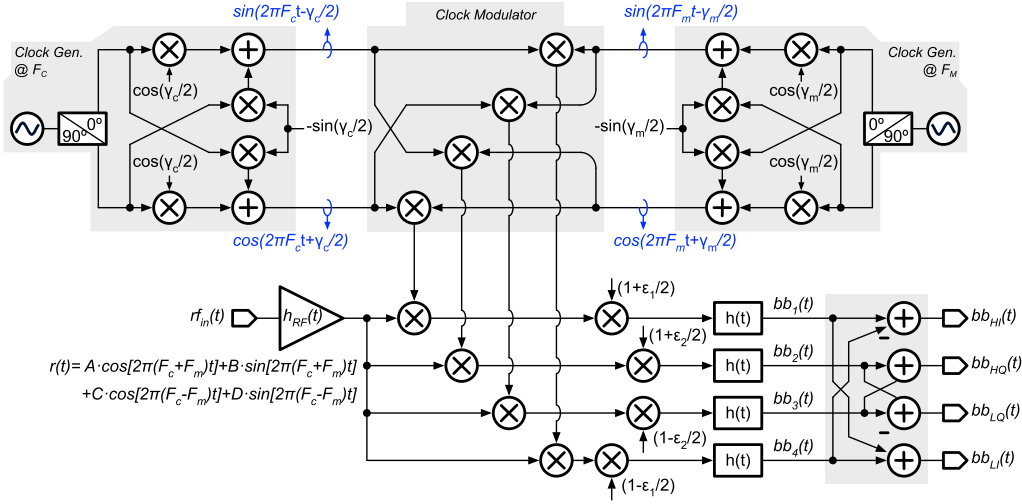 sin(2πF_ct-γ_c/2)
Clock Modulator
sin(2πF_mt-γ_m/2)
Clock Gen.
@ F_C
Clock Gen.
@ F_M
cos(γ_c/2)
cos(γ_m/2)
0º
90º
-sin(γ_c/2)
-sin(γ_m/2)
0º
90º
cos(γ_c/2)
cos(γ_m/2)
cos(2πF_ct+γ_c/2)
cos(2πF_mt+γ_m/2)
rf_in(t)
h_RF(t)
(1+ε_1/2)
h(t)
bb_1(t)
bb_HI(t)
(1+ε_2/2)
h(t)
bb_2(t)
bb_HQ(t)
r(t)= A·cos[2π(F_c+F_m)t]+B·sin[2π(F_c+F_m)t]
+C·cos[2π(F_c-F_m)t]+D·sin[2π(F_c-F_m)t]
h(t)
bb_3(t)
bb_LQ(t)
(1-ε_2/2)
h(t)
bb_4(t)
bb_LI(t)
(1-ε_1/2)